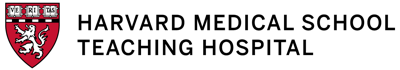 VE RI TAS
HARVARD MEDICAL SCHOOL
TEACHING HOSPITAL